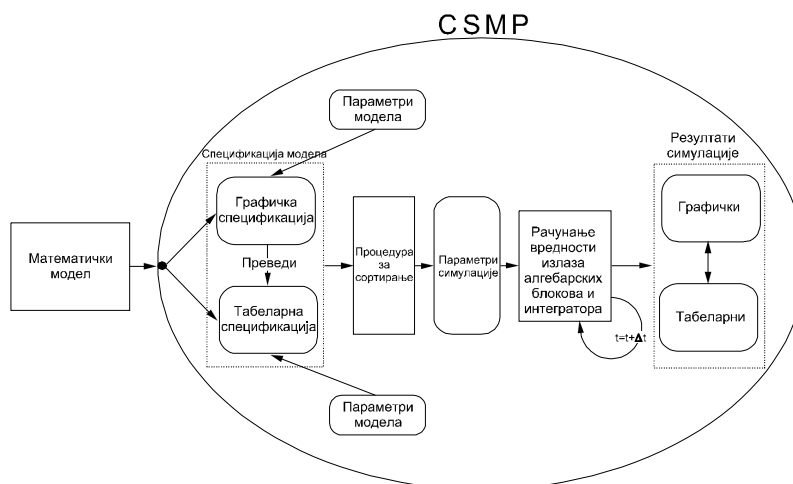 CSMP
Параметри
модела
Спецификација модела
Графичка
спецификација
Преведи
Табеларна
спецификација
Параметри
модела
Математички
модел
Процедура
за
сортирање
Параметри
симулације
Рачунање
вредности
излаза
алгебарских
блокова и
интегратора
t=t+Δt
Резултати
симулације
Графички
Табеларни